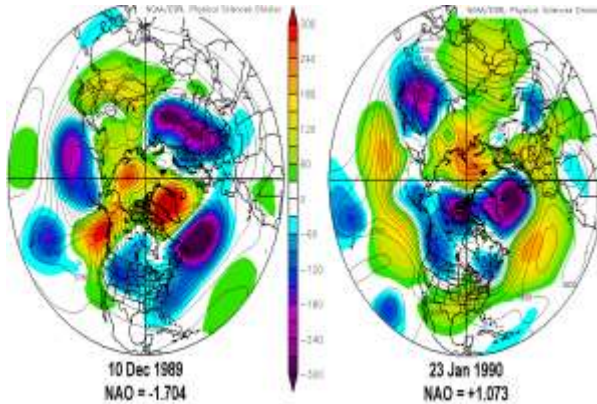 NOAA/ESRL Physical Sciences Division
NOAA/ESRL Physical Sciences Division
300
240
180
120
60
0
-60
-120
-180
-240
-300
10 Dec 1989
NAO = -1.704
23 Jan 1990
NAO = +1.073